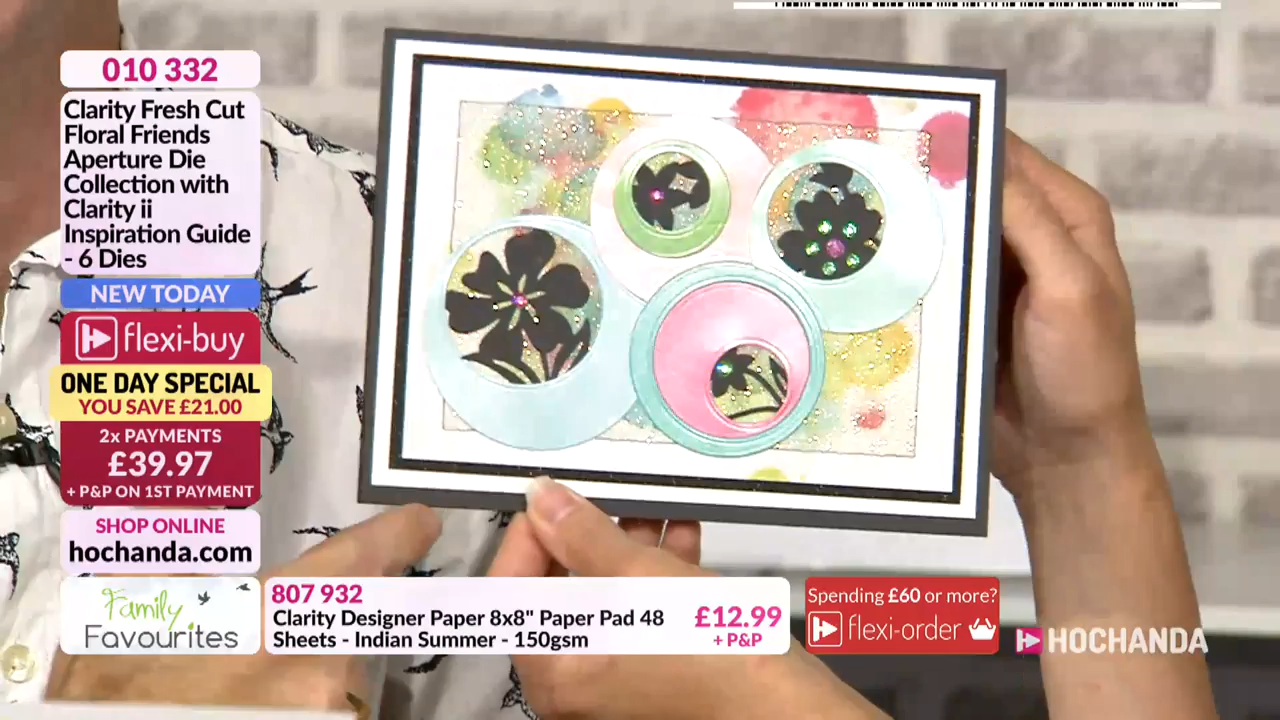 010 332
Clarity Fresh Cut
Floral Friends
Aperture Die
Collection with
Clarity ii
Inspiration Guide
- 6 Dies
NEW TODAY
flexi-buy
ONE DAY SPECIAL
YOU SAVE £21.00
2x PAYMENTS
£39.97
+ P&P ON 1ST PAYMENT
SHOP ONLINE
hochanda.com
Family
Favourites
807 932
Clarity Designer Paper 8x8" Paper Pad 48
Sheets - Indian Summer - 150gsm
£12.99
+ P&P
Spending £60 or more?
flexi-order
HOCHANDA